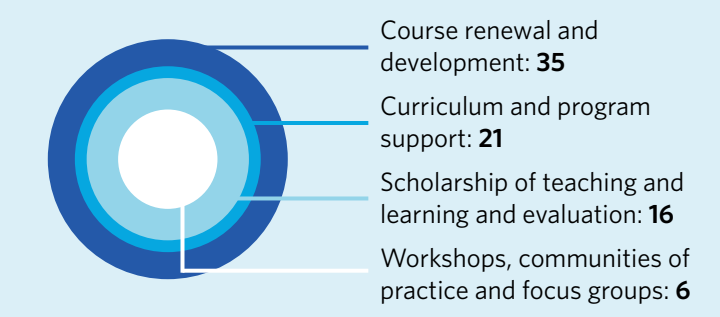 Course renewal and
development: 35
Curriculum and program
support: 21
Scholarship of teaching and
learning and evaluation: 16
Workshops, communities of
practice and focus groups: 6